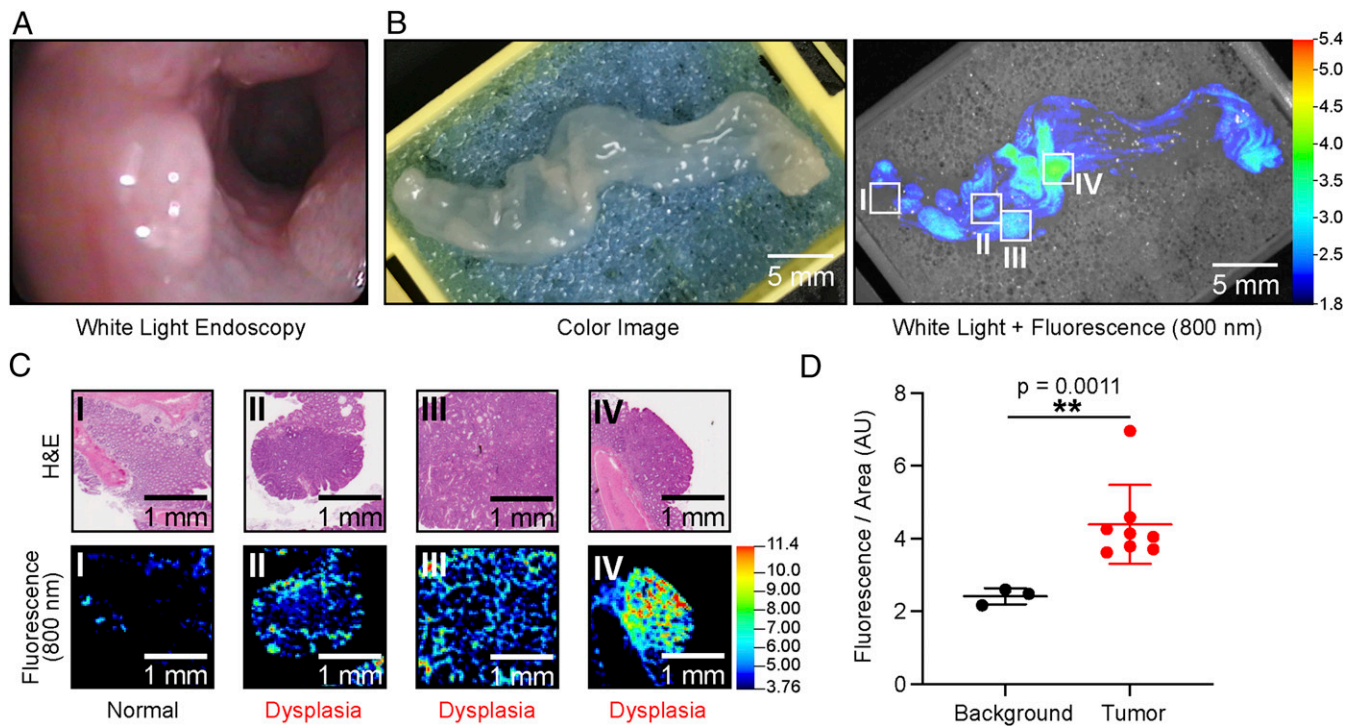 A
White Light Endoscopy
B
5 mm
Color Image
I
II
III
IV
5 mm
White Light + Fluorescence (800 nm)
5.4
5.0
4.5
4.0
3.5
3.0
2.5
1.8
C
H&E
I
1 mm
II
1 mm
III
1 mm
IV
1 mm
Fluorescence
(800 nm)
I
1 mm
II
1 mm
III
1 mm
IV
1 mm
11.4
10.00
9.00
8.00
7.00
6.00
5.00
3.76
Normal
Dysplasia
Dysplasia
Dysplasia
D
p = 0.0011
**
Fluorescence / Area (AU)
8
6
4
2
0
Background
Tumor